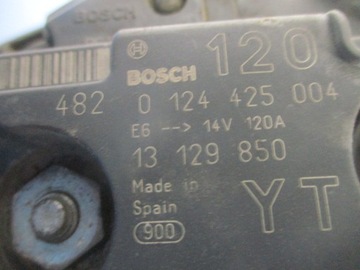 BOSCH
BOSCH 120
482 0 124 425 004
E6 --> 14V 120A
13 129 850
Made in
Spain YT
900